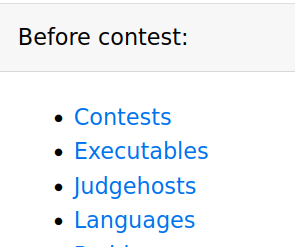 Before contest:
Contests
Executables
Judgehosts
Languages